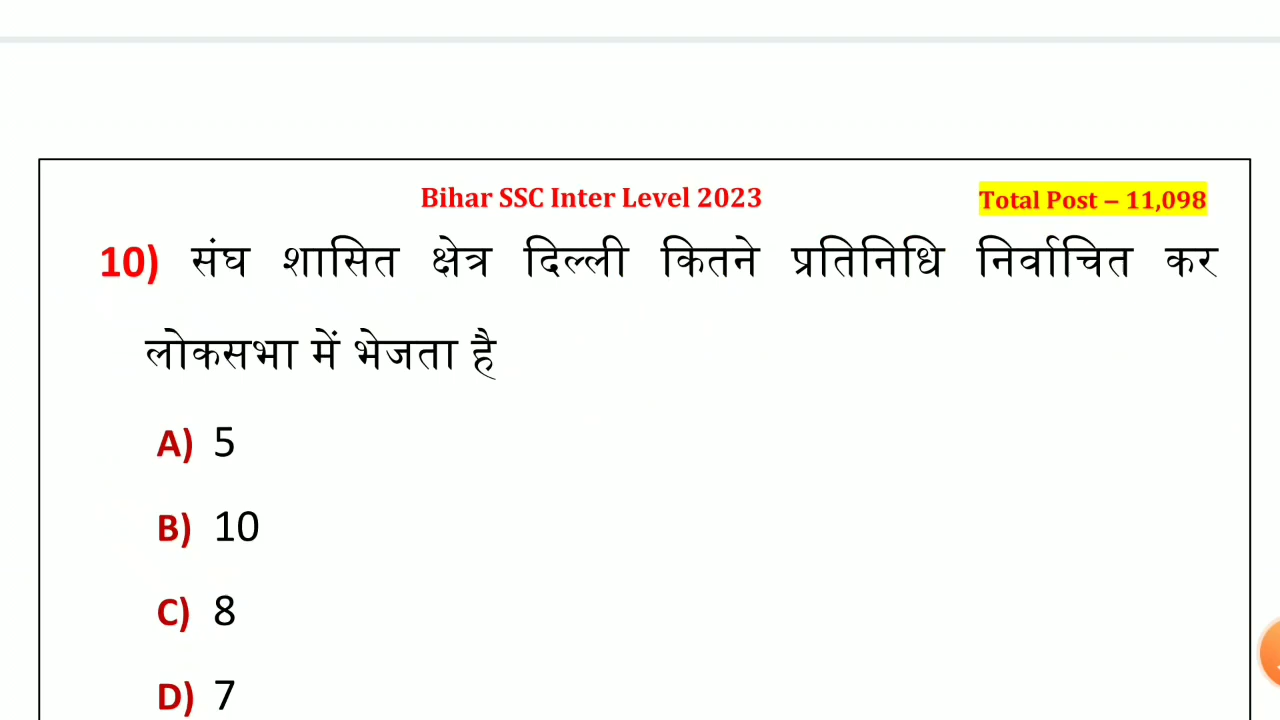 Bihar SSC Inter Level 2023
Total Post – 11,098
10) संघ शासित क्षेत्र दिल्ली कितने प्रतिनिधि निर्वाचित कर
लोकसभा में भेजता है
A) 5
B) 10
C) 8
D) 7